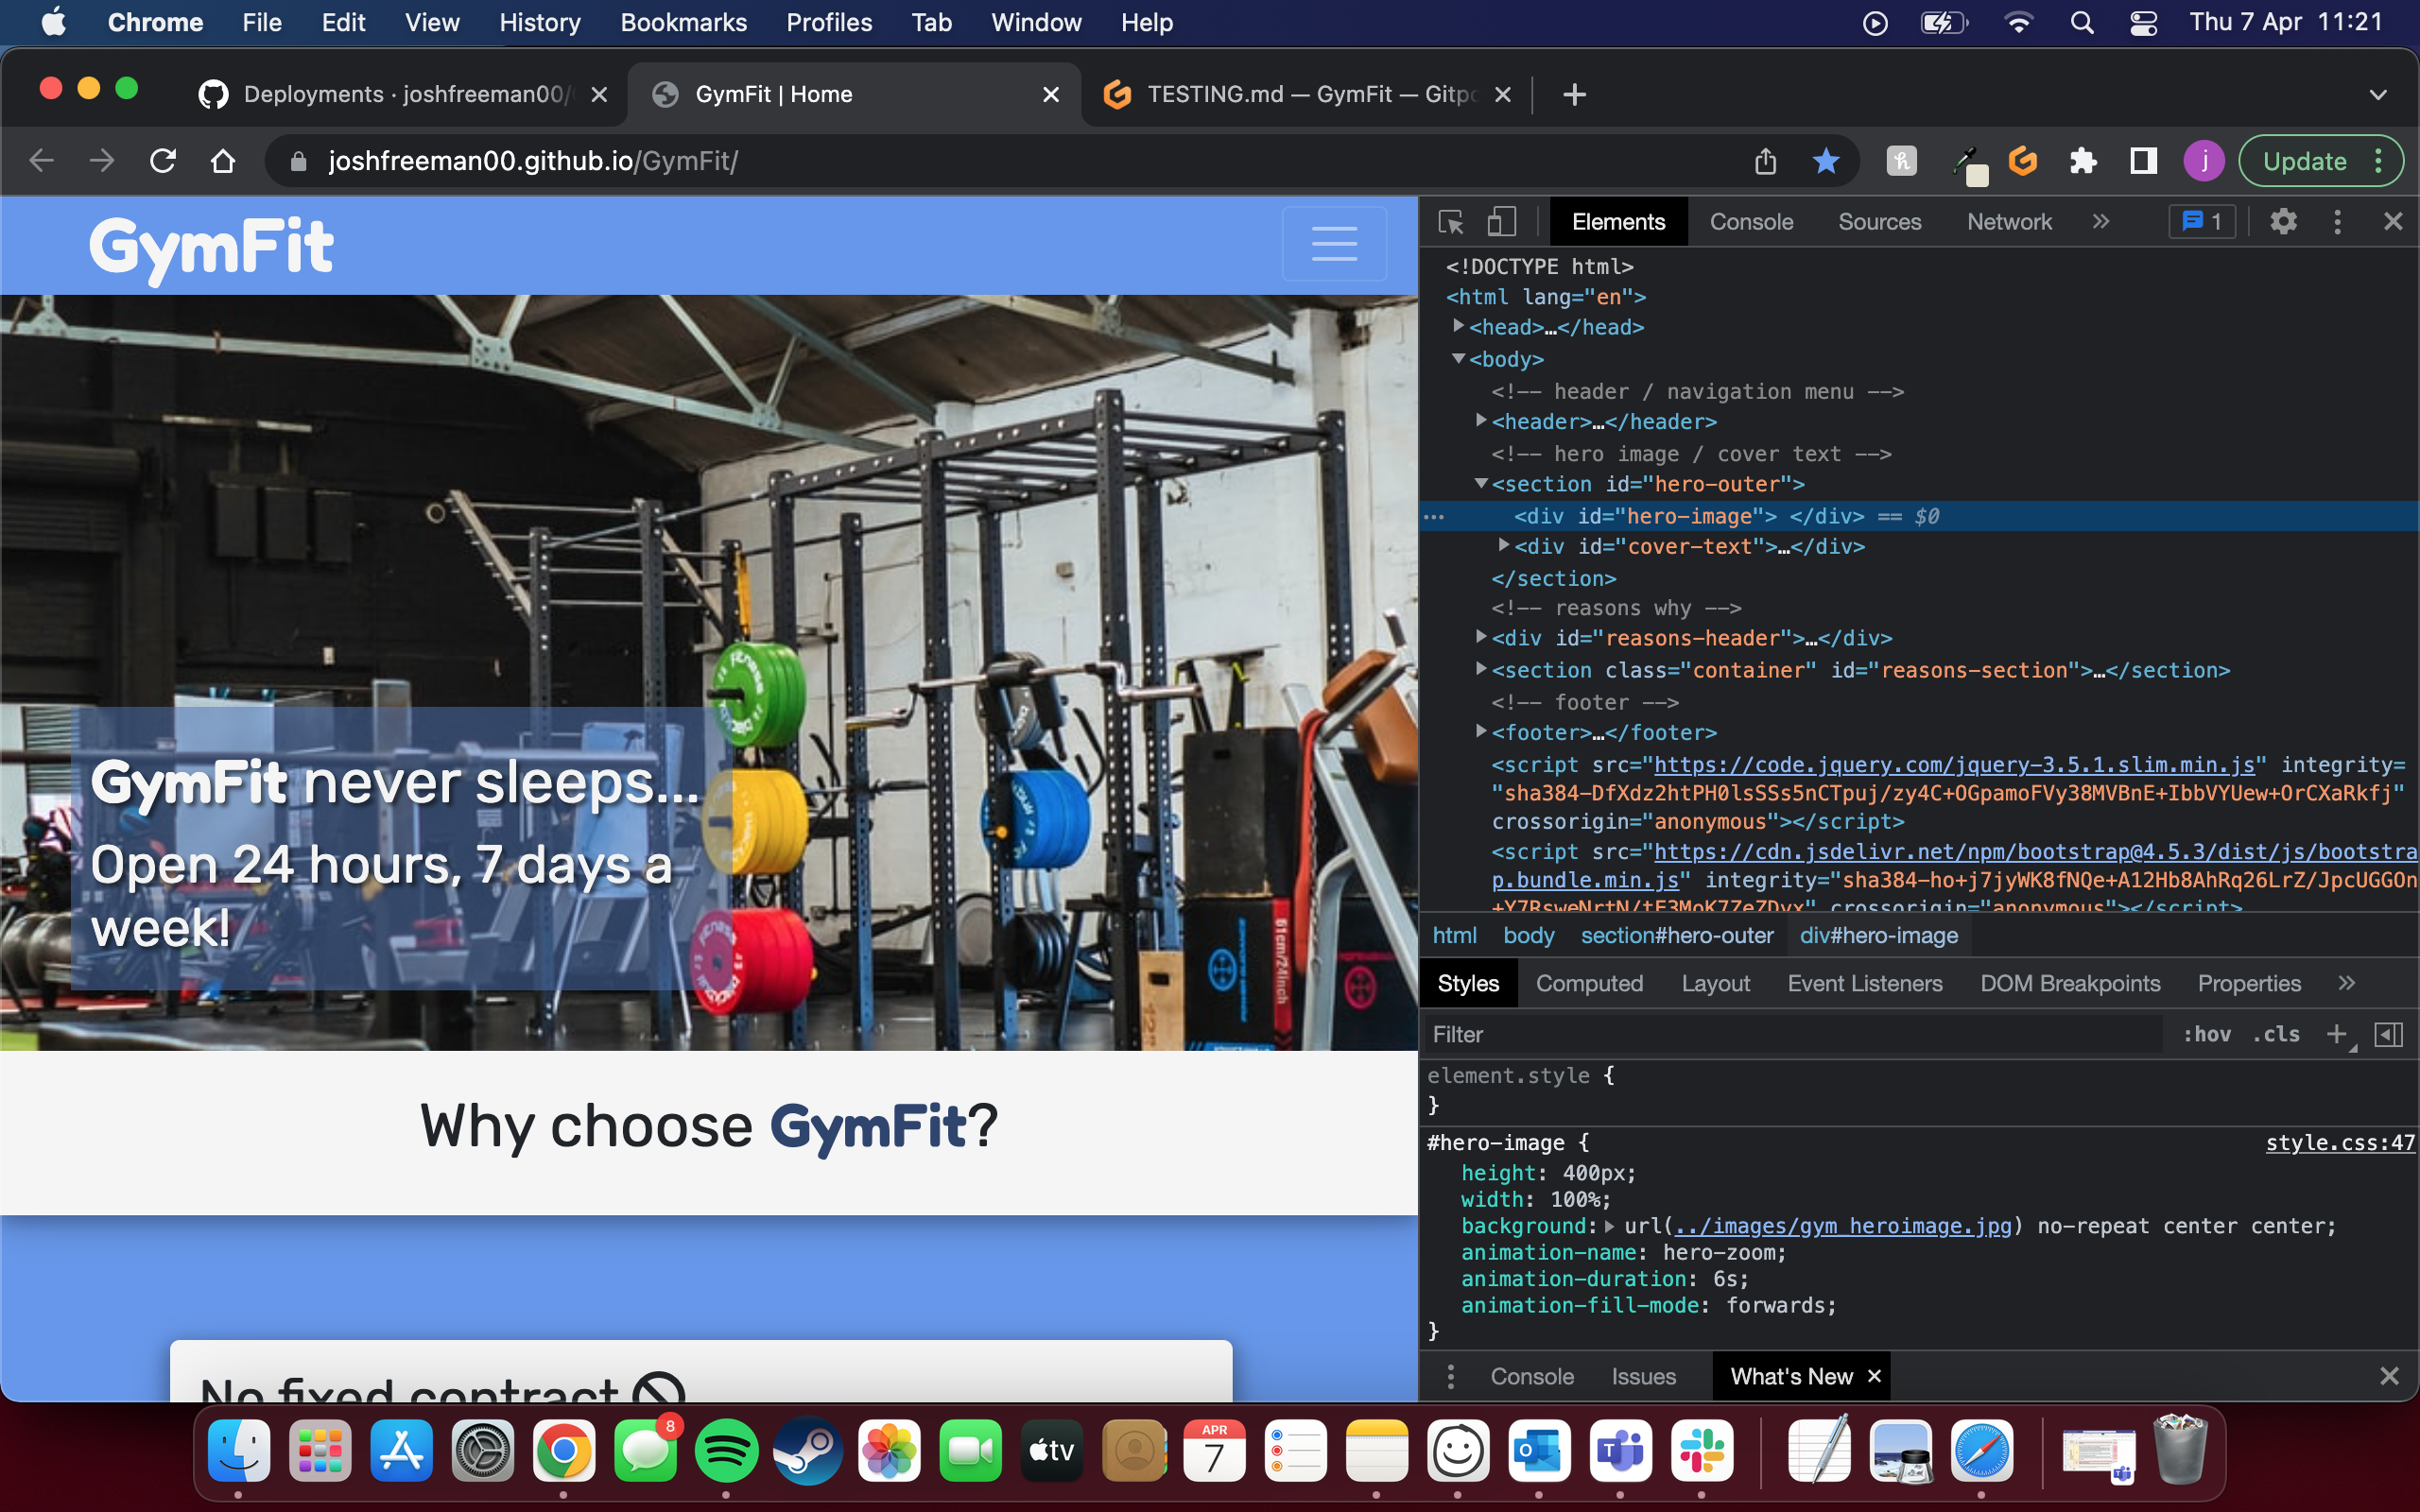 Chrome File Edit View History Bookmarks Profiles Tab Window Help Thu 7 Apr 11:21
Deployments · joshfreeman00/ GymFit | Home TESTING.md — GymFit — Gitpo
joshfreeman00.github.io/GymFit/ j Update
GymFit
GymFit never sleeps...
Open 24 hours, 7 days a
week!
Why choose GymFit?
No fixed contract
Elements Console Sources Network » 1
<!DOCTYPE html>
<html lang="en">
<head>…</head>
<body>
<!-- header / navigation menu -->
<header>…</header>
<!-- hero image / cover text -->
<section id="hero-outer">
<div id="hero-image"> </div> == $0
<div id="cover-text">…</div>
</section>
<!-- reasons why -->
<div id="reasons-header">…</div>
<section class="container" id="reasons-section">…</section>
<!-- footer -->
<footer>…</footer>
<script src="https://code.jquery.com/jquery-3.5.1.slim.min.js" integrity=
"sha384-DfXdz2htPH0lsSSs5nCTpuj/zy4C+OGpamoFVy38MVBnE+IbbVYUew+OrCXaRkfj"
crossorigin="anonymous"></script>
<script src="https://cdn.jsdelivr.net/npm/bootstrap@4.5.3/dist/js/bootstra
p.bundle.min.js" integrity="sha384-ho+j7jyWK8fNQe+A12Hb8AhRq26LrZ/JpcUGGOn
+Y7RsweNrtN/tE3MoK7ZeZDyx" crossorigin="anonymous"></script>
html body section#hero-outer div#hero-image
Styles Computed Layout Event Listeners DOM Breakpoints Properties »
Filter :hov .cls +
element.style {
}
#hero-image { style.css:47
height: 400px;
width: 100%;
background: url(../images/gym_heroimage.jpg) no-repeat center center;
animation-name: hero-zoom;
animation-duration: 6s;
animation-fill-mode: forwards;
}
Console Issues What's New
8 tv APR 7